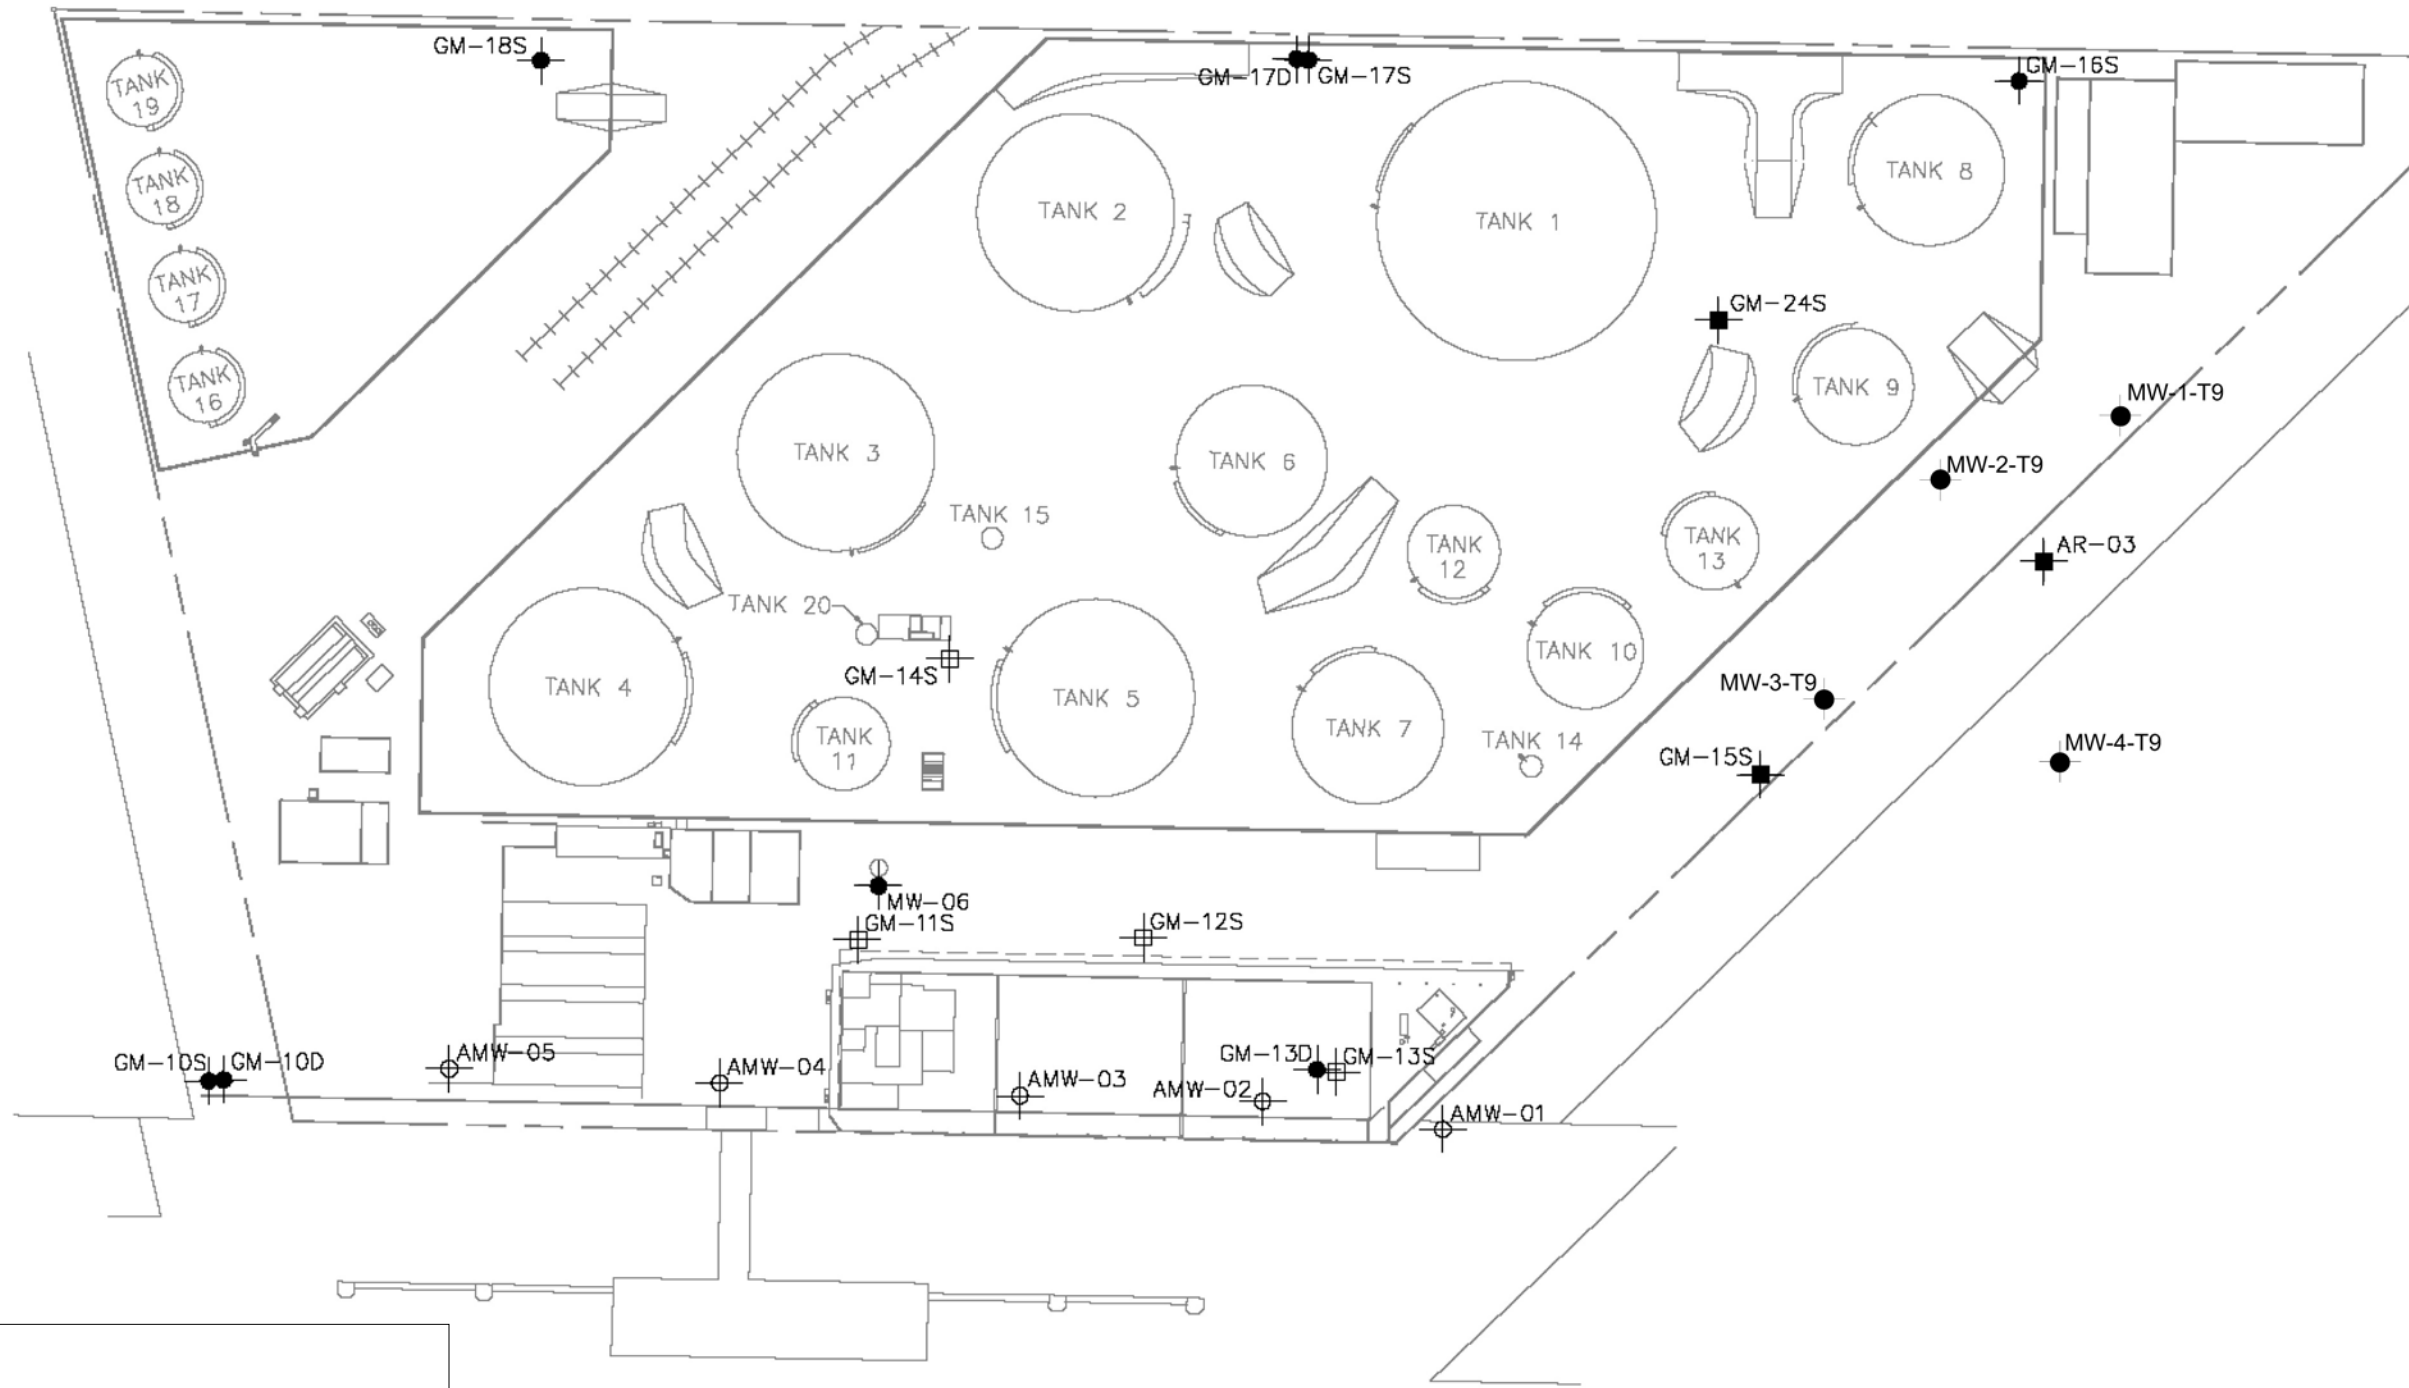 GM-18S
GM-17D
GM-17S
GM-16S
TANK
19
TANK
18
TANK
17
TANK
16
TANK 2
TANK 1
TANK 8
GM-24S
TANK 9
MW-1-T9
MW-2-T9
TANK 3
TANK 6
TANK 15
TANK
12
TANK
13
AR-03
TANK 20
GM-14S
TANK 4
TANK 5
TANK 10
TANK
11
TANK 7
TANK 14
MW-3-T9
GM-15S
MW-4-T9
MW-06
GM-11S
GM-12S
GM-10S
GM-10D
AMW-05
AMW-04
AMW-03
AMW-02
GM-13D
GM-13S
AMW-01